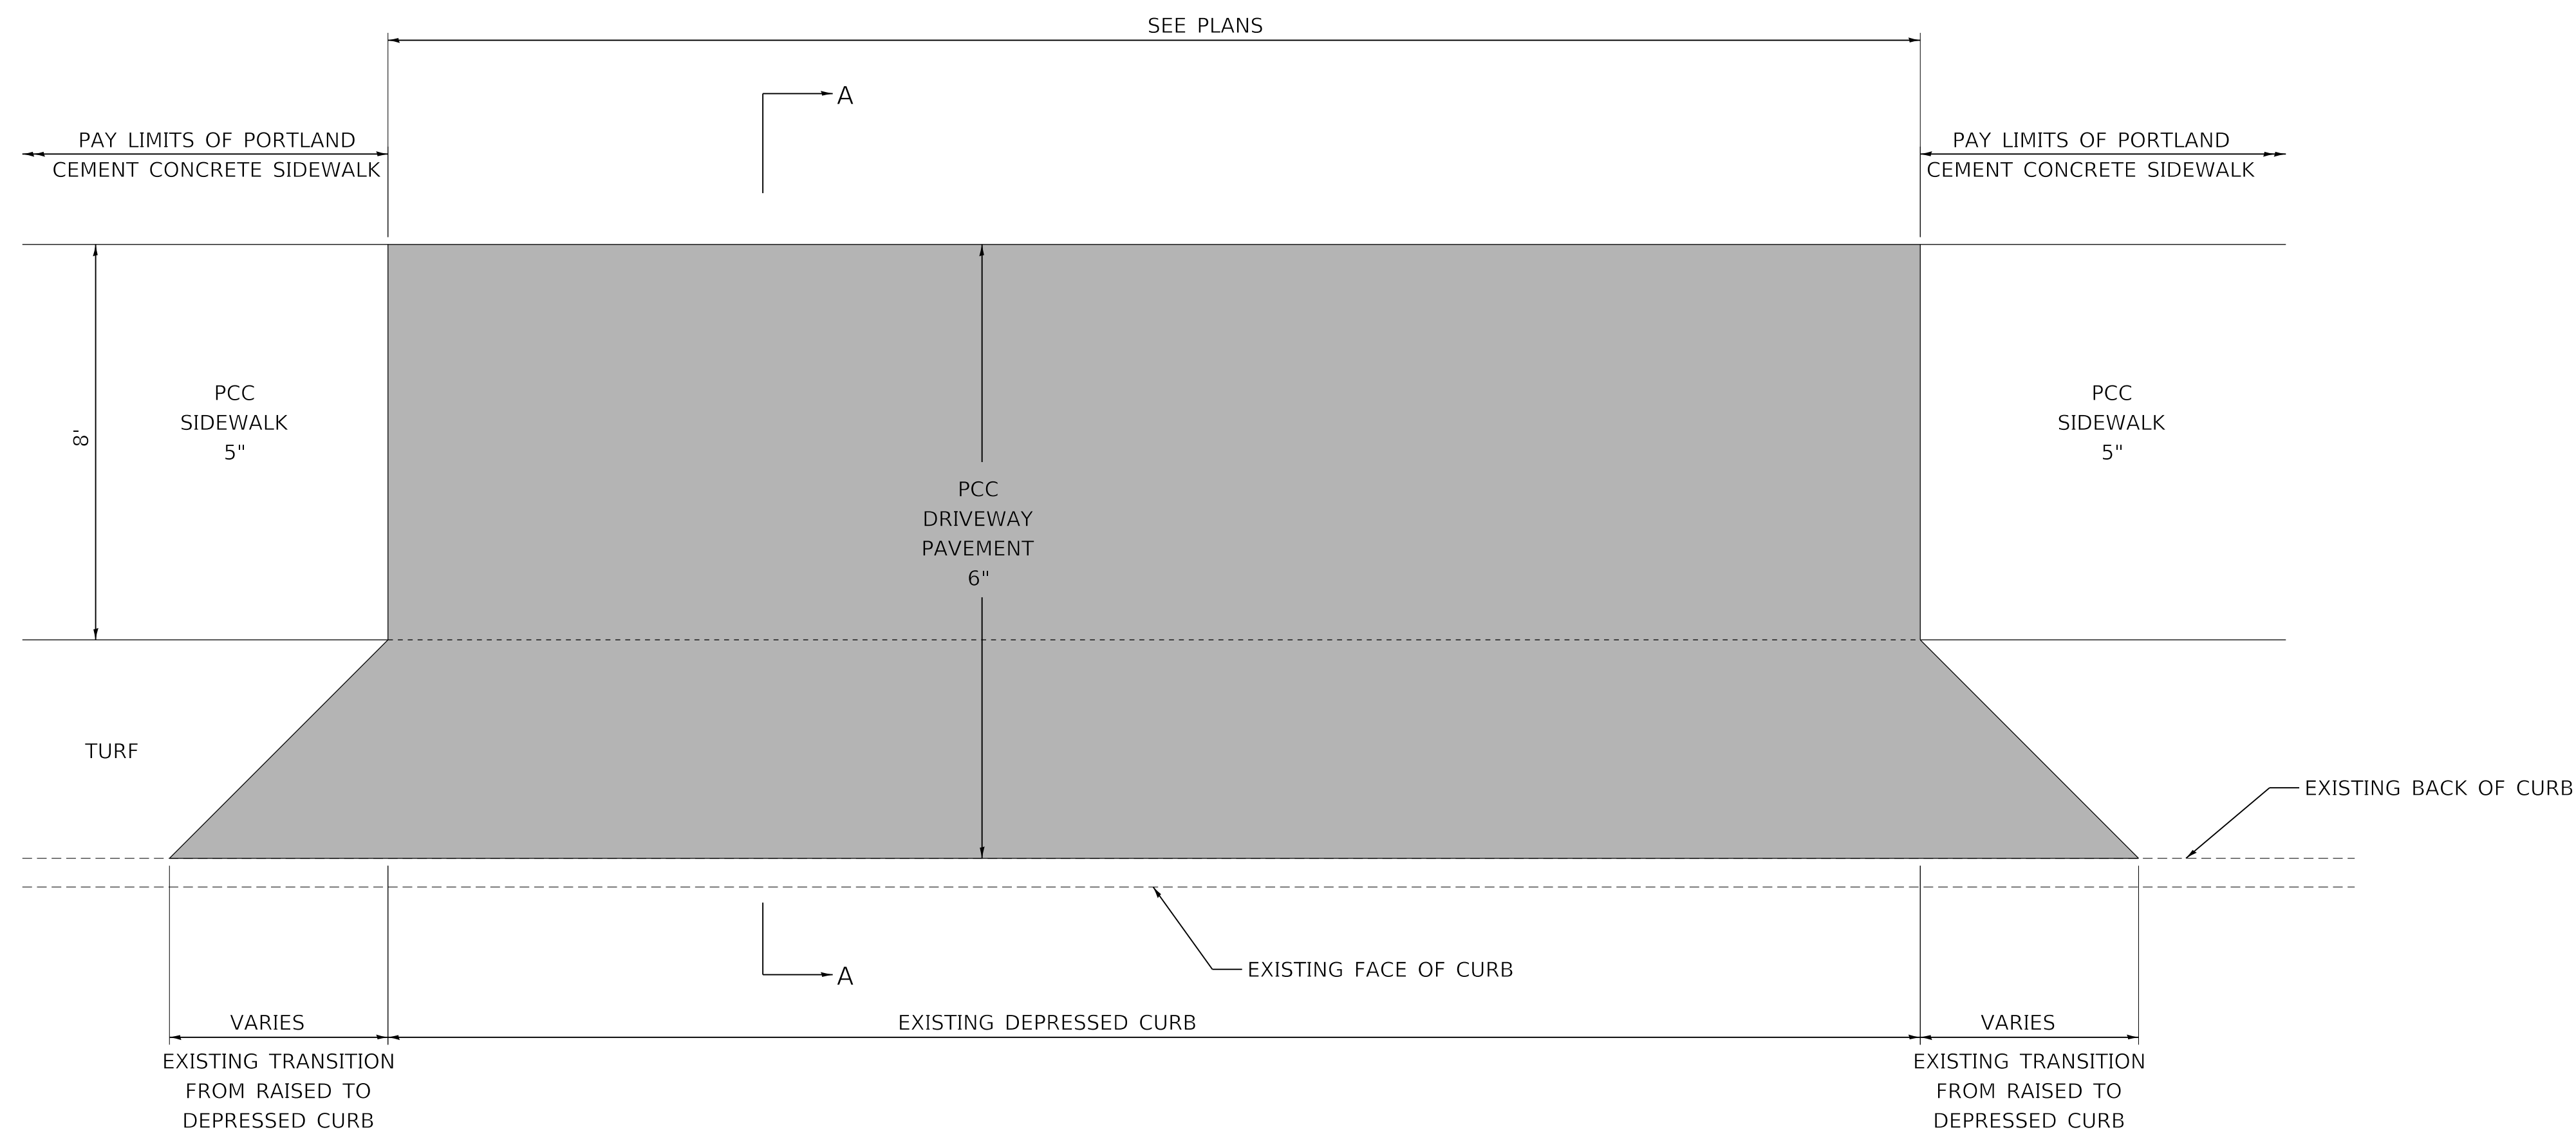 SEE PLANS
A
PAY LIMITS OF PORTLAND
CEMENT CONCRETE SIDEWALK
PAY LIMITS OF PORTLAND
CEMENT CONCRETE SIDEWALK
8'
PCC
SIDEWALK
5"
PCC
DRIVEWAY
PAVEMENT
6"
PCC
SIDEWALK
5"
TURF
EXISTING BACK OF CURB
EXISTING FACE OF CURB
A
VARIES
EXISTING TRANSITION
FROM RAISED TO
DEPRESSED CURB
EXISTING DEPRESSED CURB
VARIES
EXISTING TRANSITION
FROM RAISED TO
DEPRESSED CURB